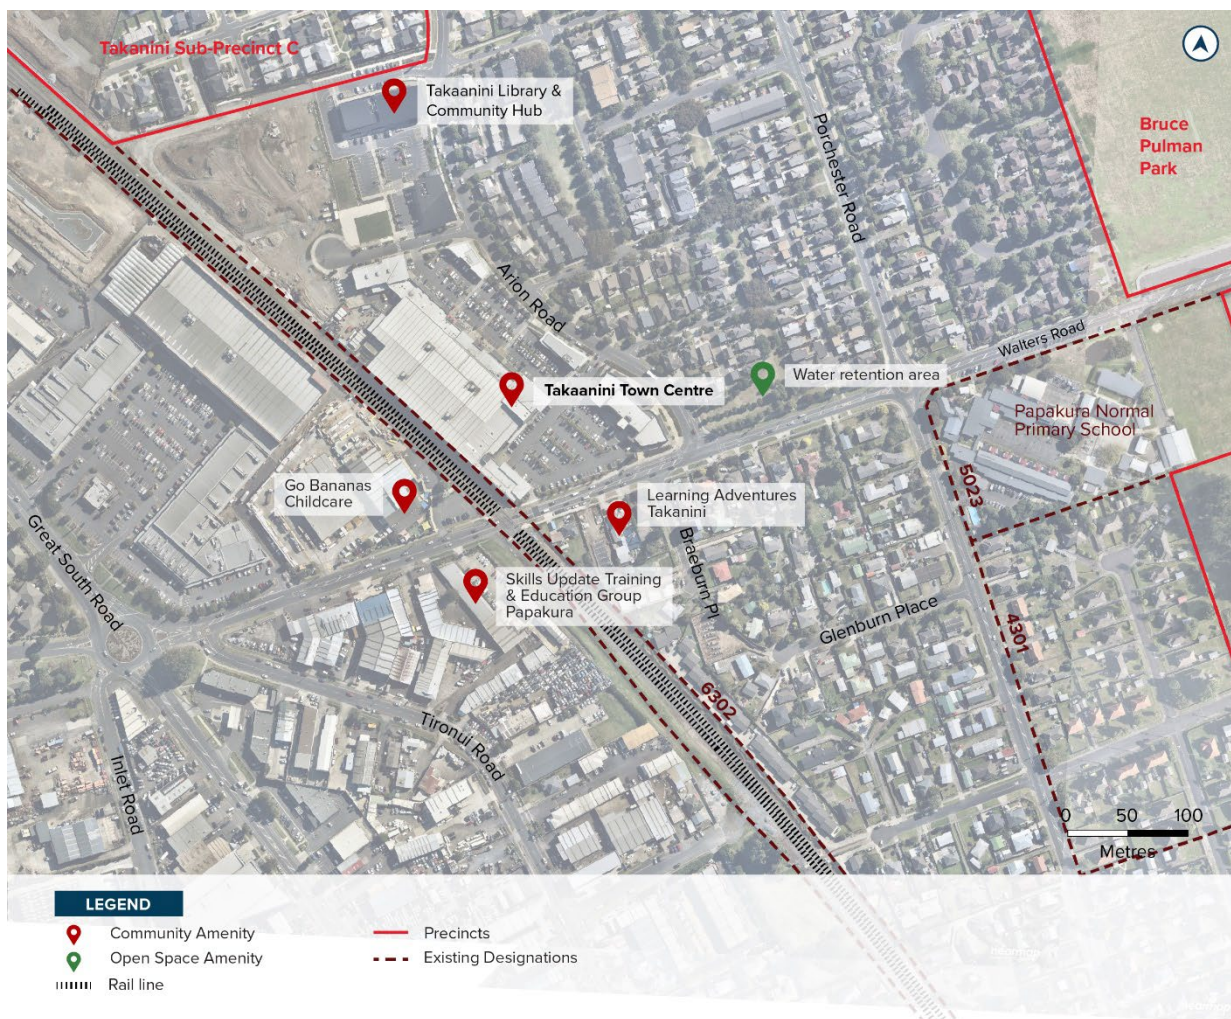 Takanini Sub-Precinct C
Takaanini Library &
Community Hub
Porchester Road
Bruce
Pulman
Park
Arion Road
Walters Road
Water retention area
Takaanini Town Centre
Papakura Normal
Primary School
Go Bananas
Childcare
Learning Adventures
Takanini
5023
Great South Road
Braeburn Pl
Skills Update Training
& Education Group
Papakura
Glenburn Place
4301
6302
Tironui Road
Inlet Road
0 50 100
Metres
LEGEND
Community Amenity
Open Space Amenity
Rail line
Precincts
Existing Designations